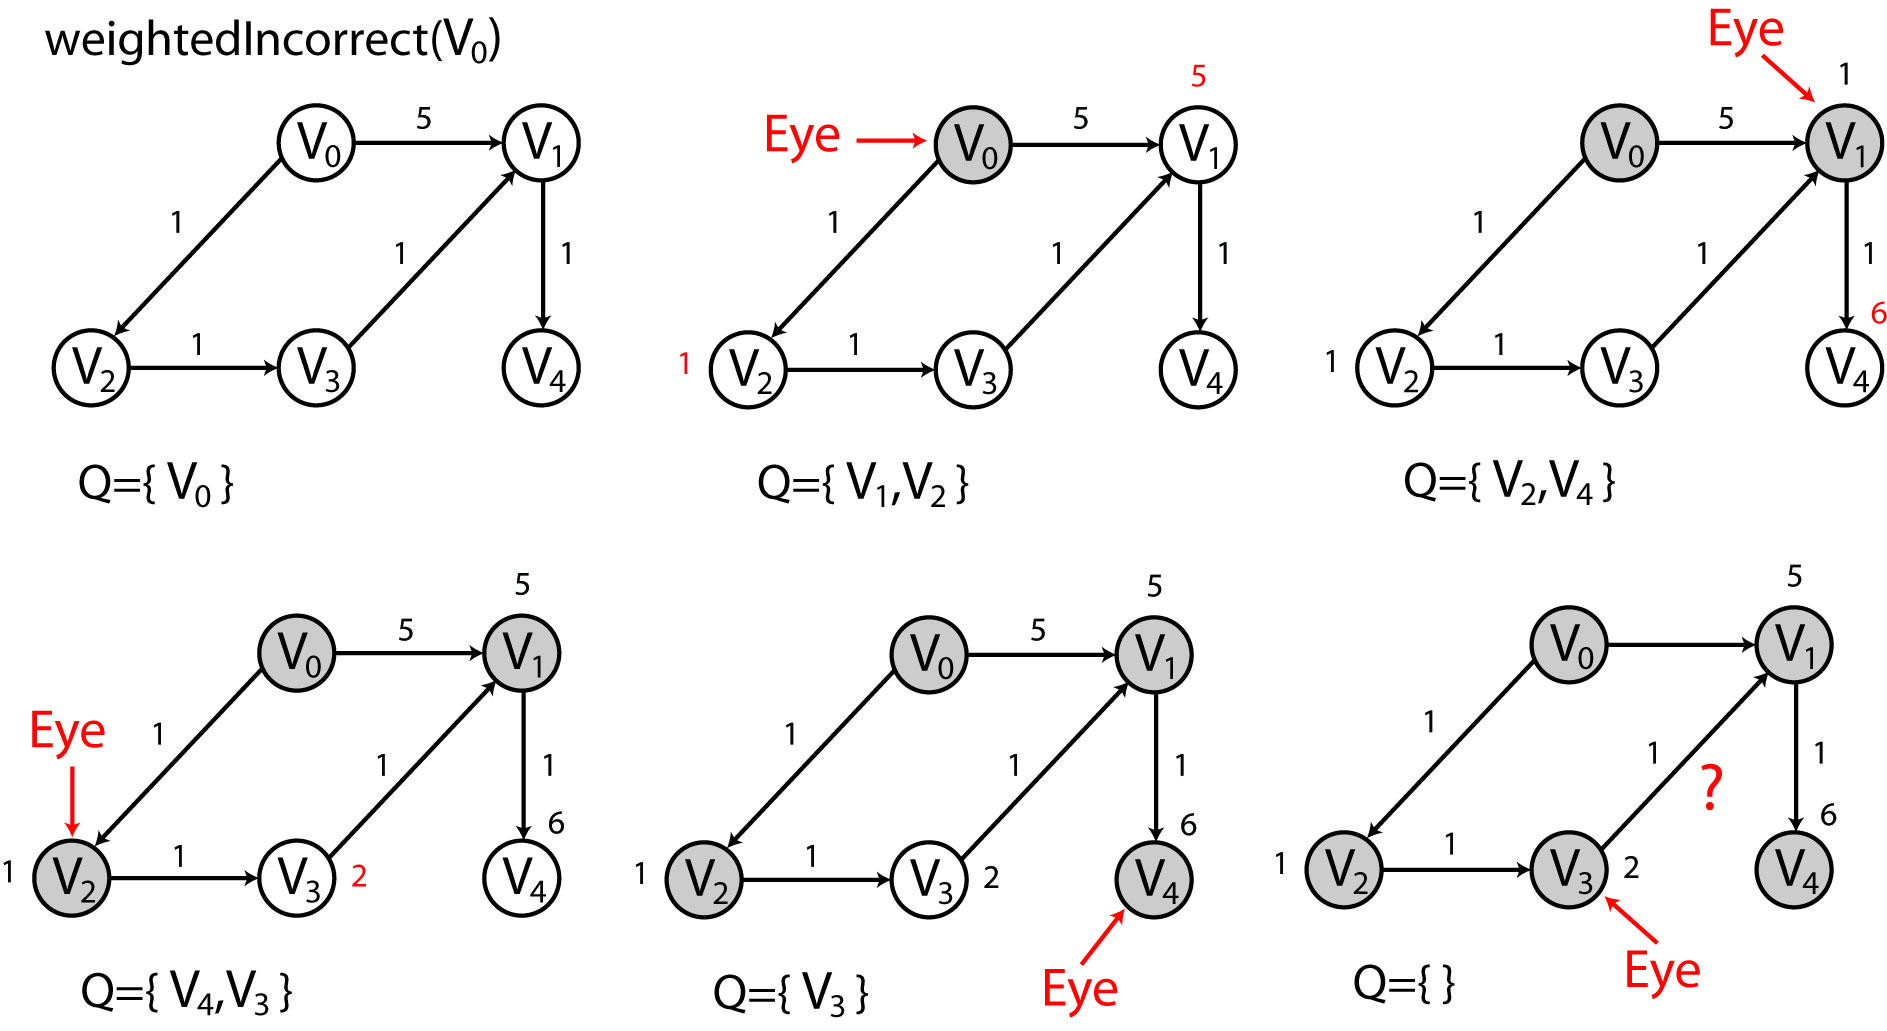 weightedIncorrect(V0)
V0 5 V1
1 1 1
V2 1 V3 V4
Q={ V0 }
5
Eye V0 5 V1
1 1 1
1 V2 1 V3 V4
Q={ V1,V2 }
Eye
1
V0 5 V1
1 1 1
6
1 V2 1 V3 V4
Q={ V2,V4 }
5
V0 5 V1
Eye 1 1 1
6
1 V2 1 V3 2 V4
Q={ V4,V3 }
5
V0 5 V1
1 1 1
6
1 V2 1 V3 2 V4
Eye
Q={ V3 }
5
V0 V1
1 1 ? 1
6
1 V2 1 V3 2 V4
Eye
Q={ }